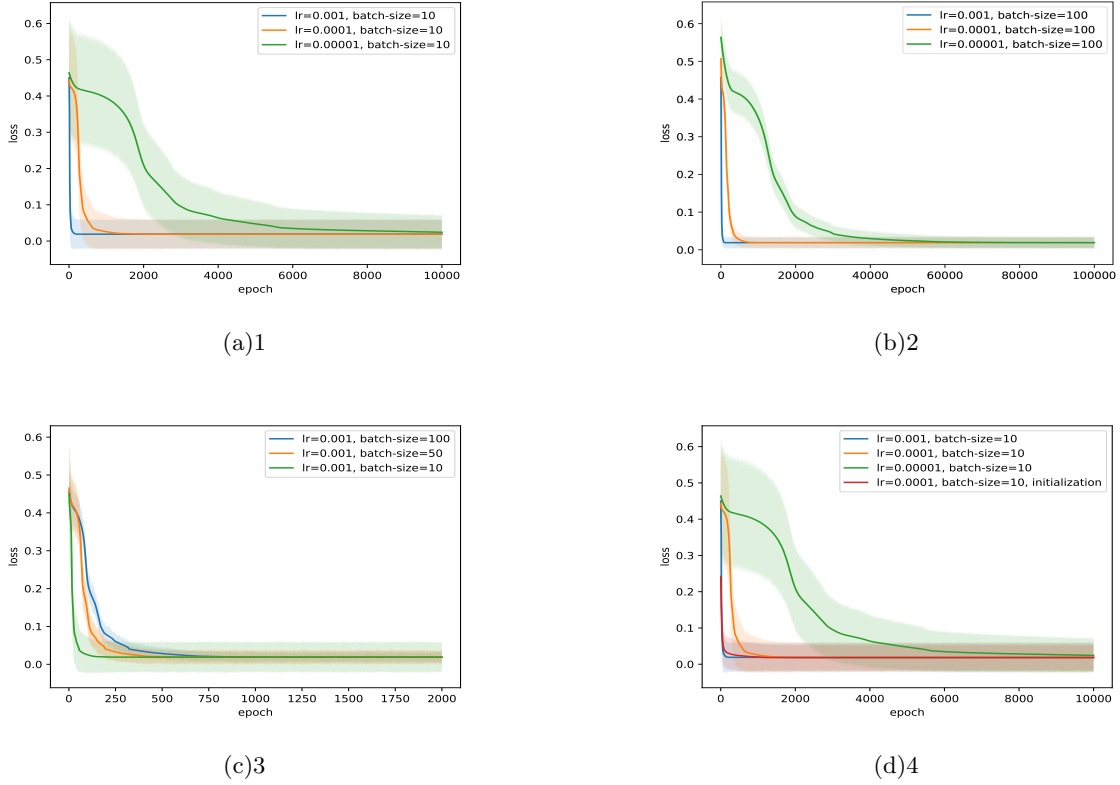 lr=0.001, batch-size=10
lr=0.0001, batch-size=10
lr=0.00001, batch-size=10
0.6
0.5
0.4
0.3
0.2
0.1
0.0
loss
0 2000 4000 6000 8000 10000
epoch
(a)1
lr=0.001, batch-size=100
lr=0.0001, batch-size=100
lr=0.00001, batch-size=100
0.6
0.5
0.4
0.3
0.2
0.1
0.0
loss
0 20000 40000 60000 80000 100000
epoch
(b)2
lr=0.001, batch-size=100
lr=0.001, batch-size=50
lr=0.001, batch-size=10
0.6
0.5
0.4
0.3
0.2
0.1
0.0
loss
0 250 500 750 1000 1250 1500 1750 2000
epoch
(c)3
lr=0.001, batch-size=10
lr=0.0001, batch-size=10
lr=0.00001, batch-size=10
lr=0.0001, batch-size=10, initialization
0.6
0.5
0.4
0.3
0.2
0.1
0.0
loss
0 2000 4000 6000 8000 10000
epoch
(d)4